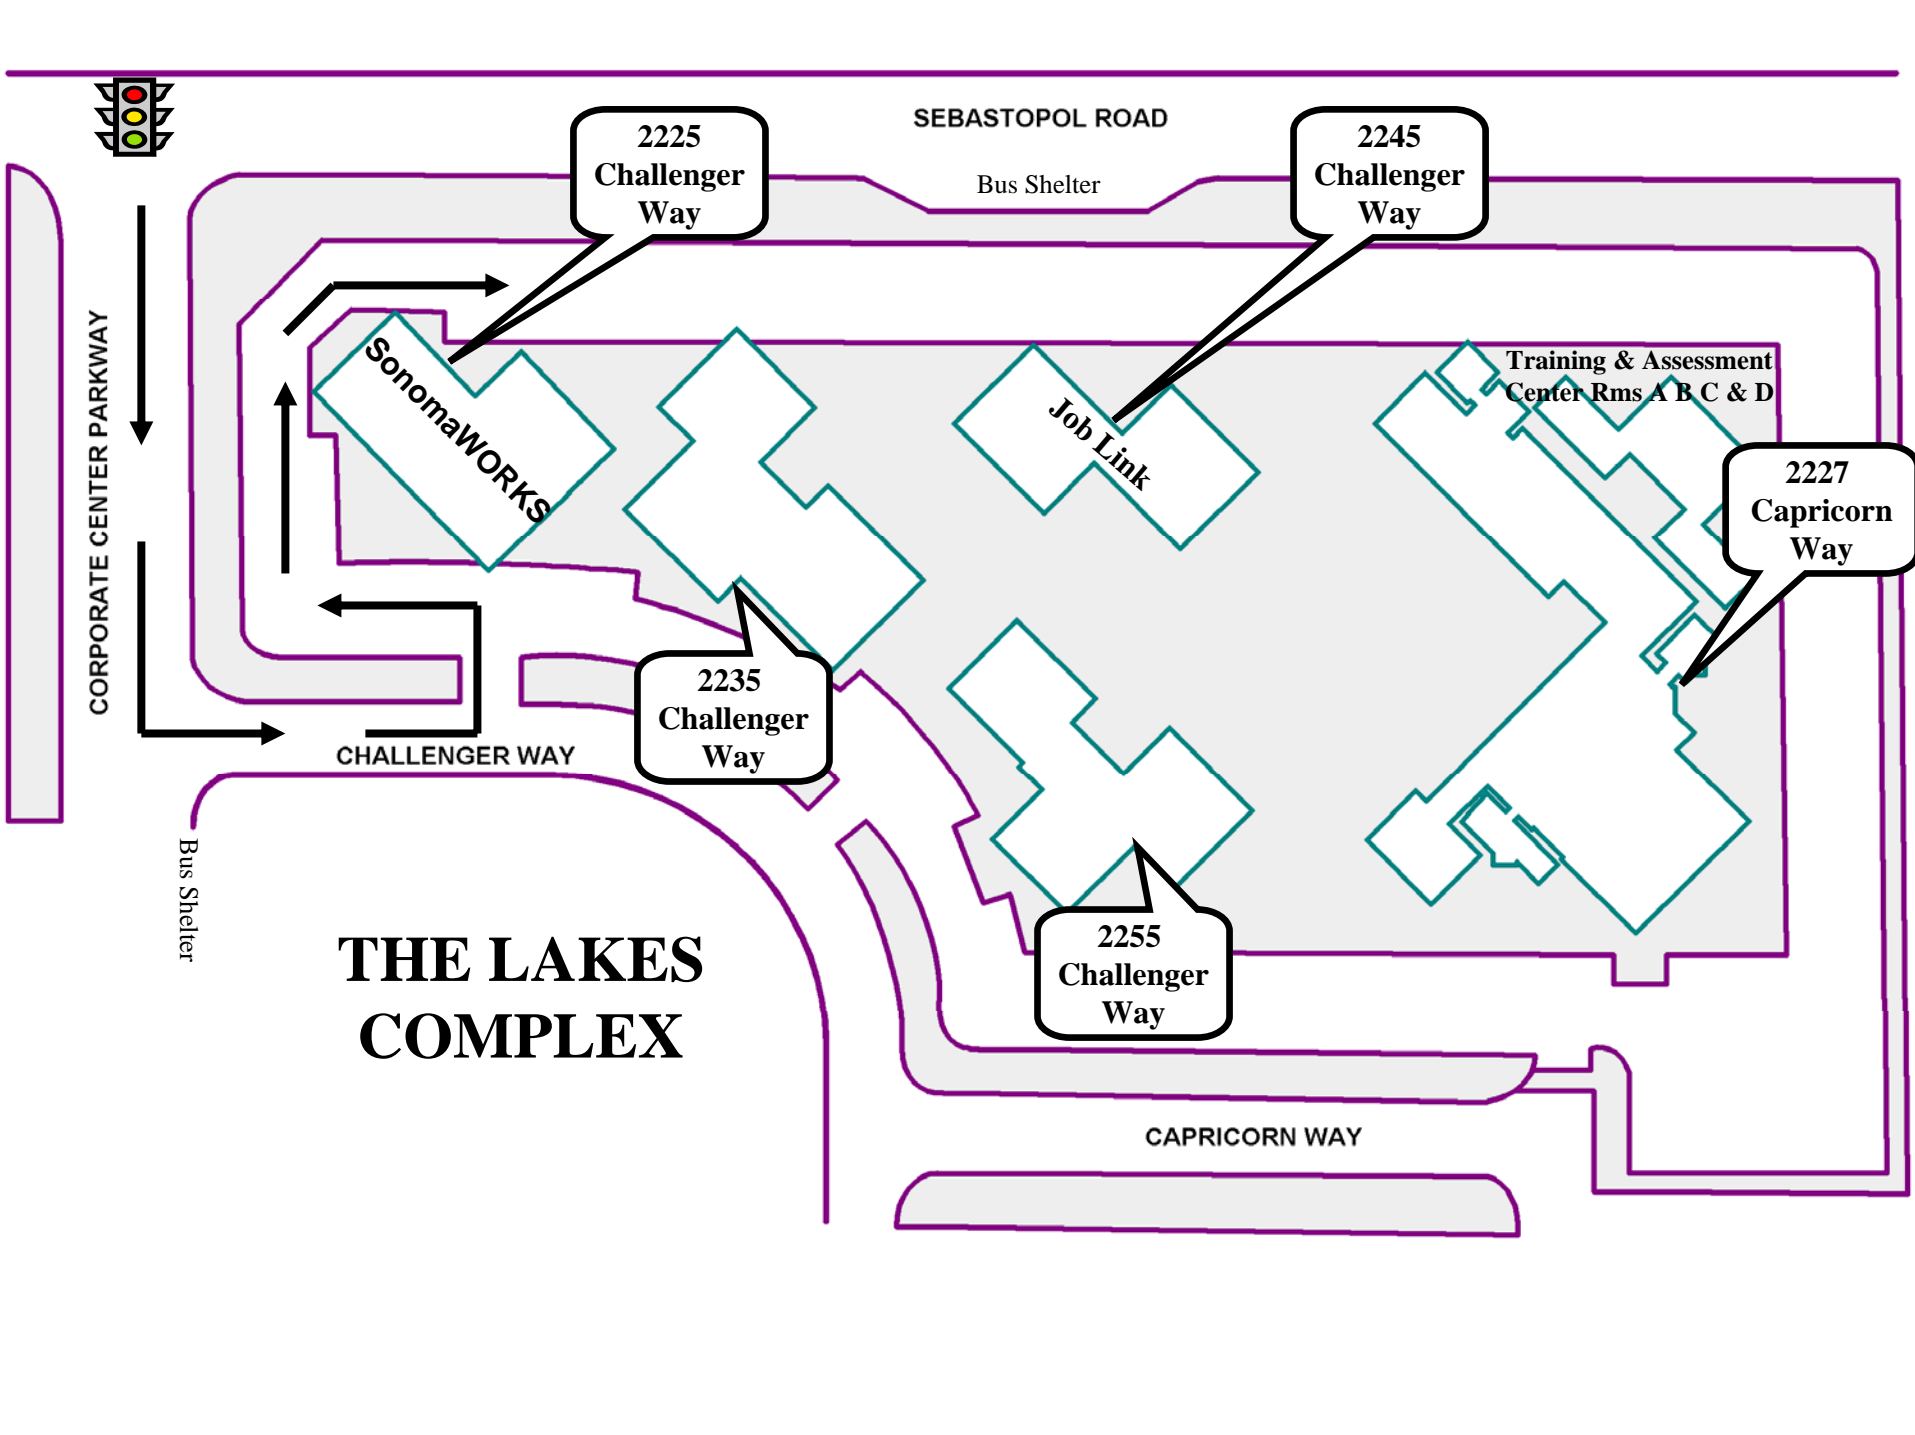 SEBASTOPOL ROAD
2225
Challenger
Way
Bus Shelter
2245
Challenger
Way
CORPORATE CENTER PARKWAY
SonomaWORKS
Job Link
Training & Assessment
Center Rms A B C & D
2227
Capricorn
Way
2235
Challenger
Way
CHALLENGER WAY
Bus Shelter
THE LAKES
COMPLEX
2255
Challenger
Way
CAPRICORN WAY